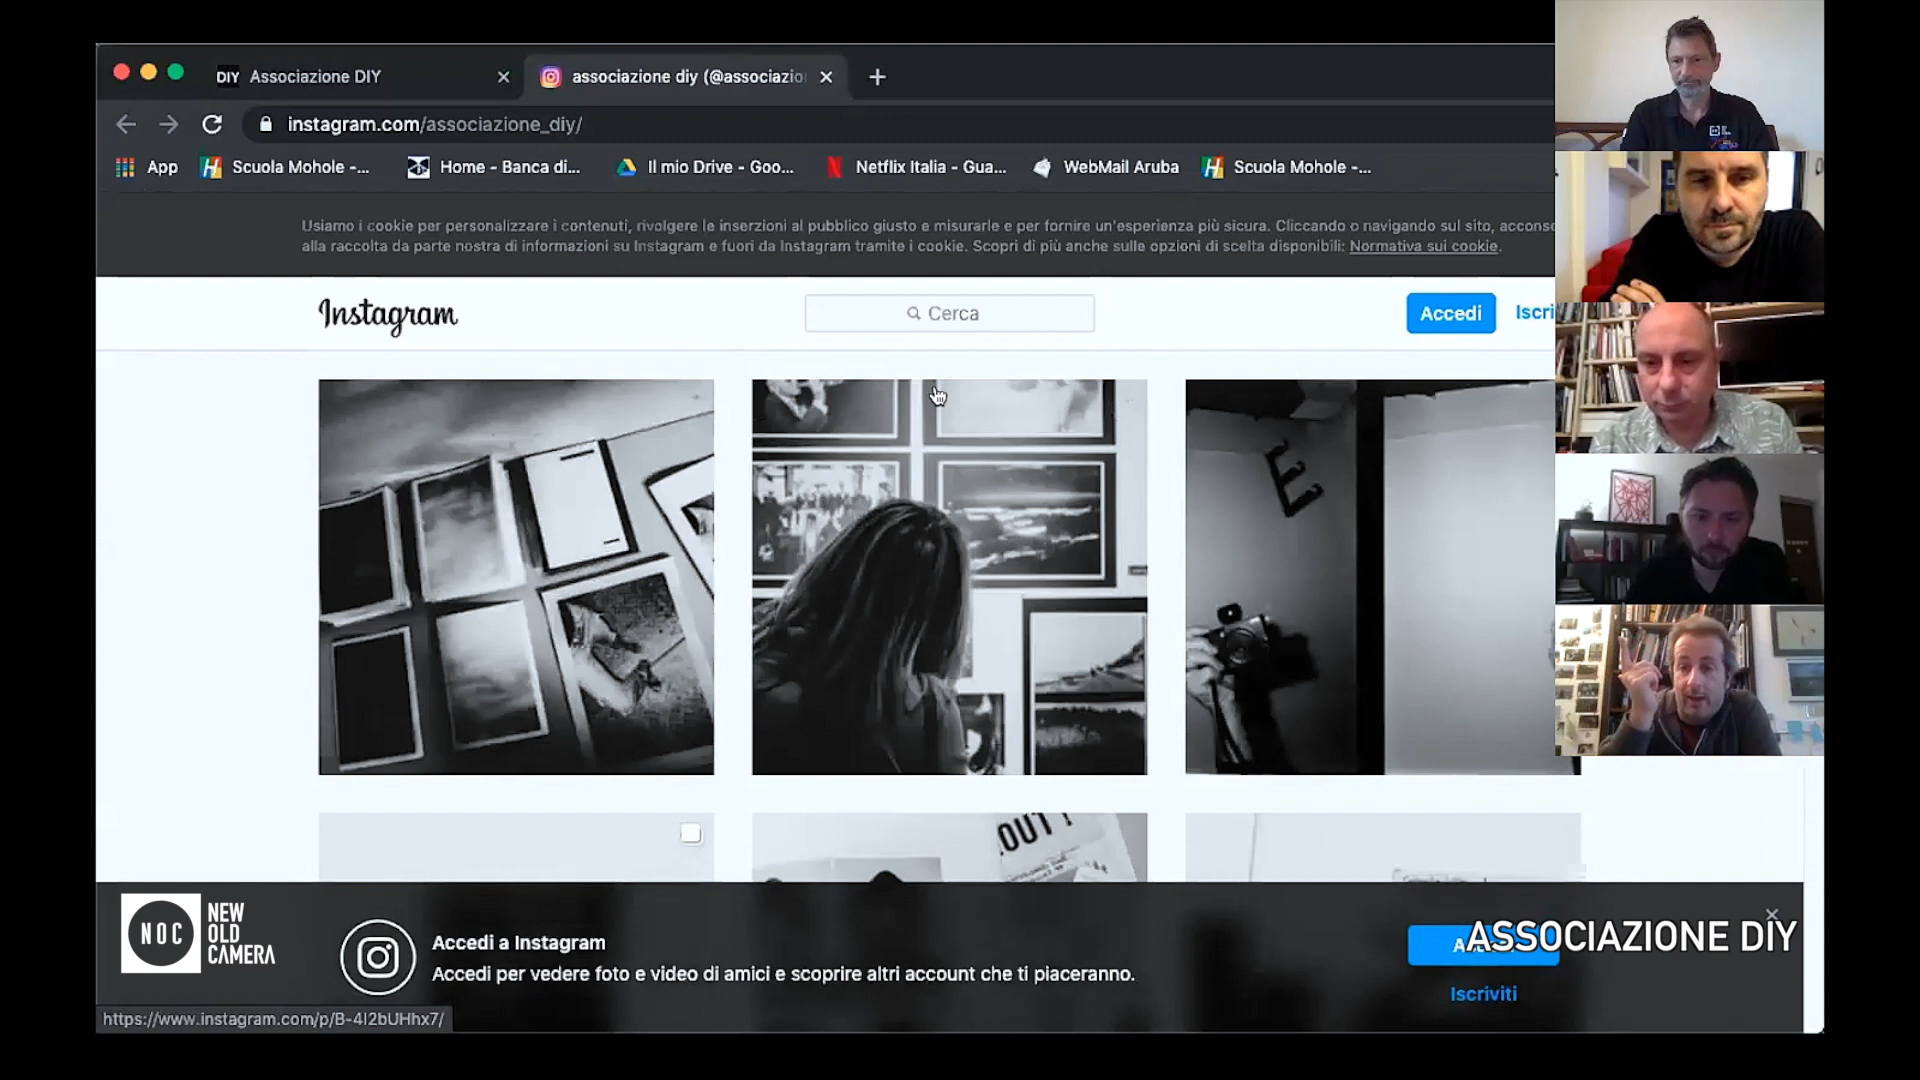 DIY Associazione DIY
associazione diy (@associazio
instagram.com/associazione_diy/
App
Scuola Mohole -...
Home - Banca di...
Il mio Drive - Goo...
Netflix Italia - Gua...
WebMail Aruba
Scuola Mohole -...
Usiamo i cookie per personalizzare i contenuti, rivolgere le inserzioni al pubblico giusto e misurarle e per fornire un'esperienza più sicura. Cliccando o navigando sul sito, acconse
alla raccolta da parte nostra di informazioni su Instagram e fuori da Instagram tramite i cookie. Scopri di più anche sulle opzioni di scelta disponibili: Normativa sui cookie.
Instagram
Cerca
Accedi
Iscri
E
OUT!
NOC
NEW
OLD
CAMERA
Accedi a Instagram
Accedi per vedere foto e video di amici e scoprire altri account che ti piaceranno.
ASSOCIAZIONE DIY
Iscriviti
https://www.instagram.com/p/B-4I2bUHhx7/